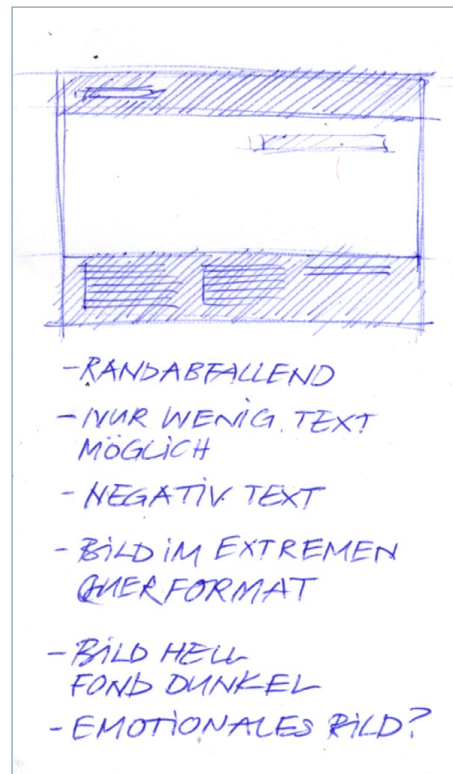 - RANDABFALLEND
- NUR WENIG TEXT
MÖGLICH
- NEGATIV TEXT
- BILD IM EXTREMEN
QUERFORMAT
- BILD HELL
FOND DUNKEL
- EMOTIONALES BILD?